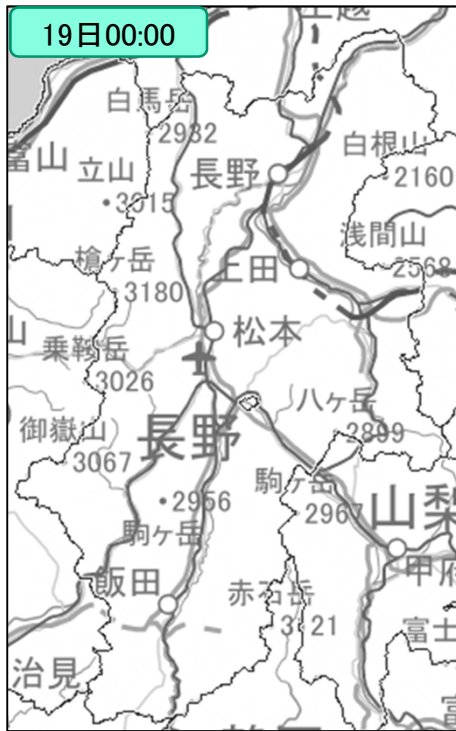 19日00:00
上越
白馬岳
2932
富山
立山
3015
長野
白根山
2160
浅間山
2568
槍ヶ岳
3180
上田
松本
乗鞍岳
3026
八ヶ岳
2899
御嶽山
3067
長野
駒ヶ岳
2967
山梨
2956
駒ヶ岳
甲府
飯田
赤石岳
3121
富士
治見
富